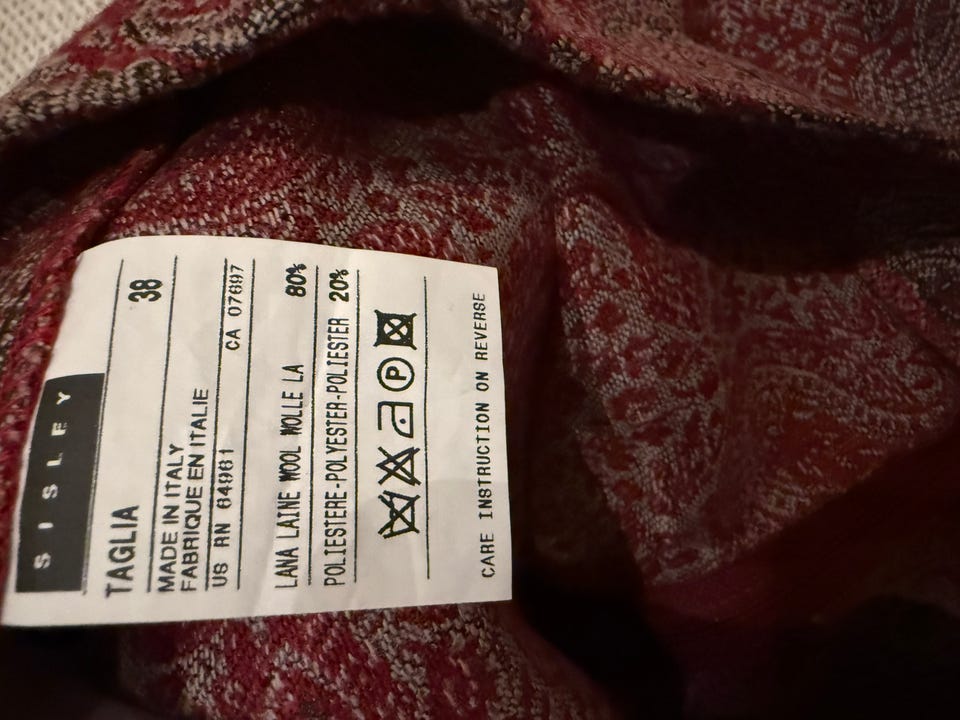 SISLEY
TAGLIA 38
MADE IN ITALY
FABRIQUE EN ITALIE
US RN 64981 CA 07697
LANA LAINE WOOL WOLLE LA 80%
POLIESTERE-POLYESTER-POLIESTER 20%
P
CARE INSTRUCTION ON REVERSE